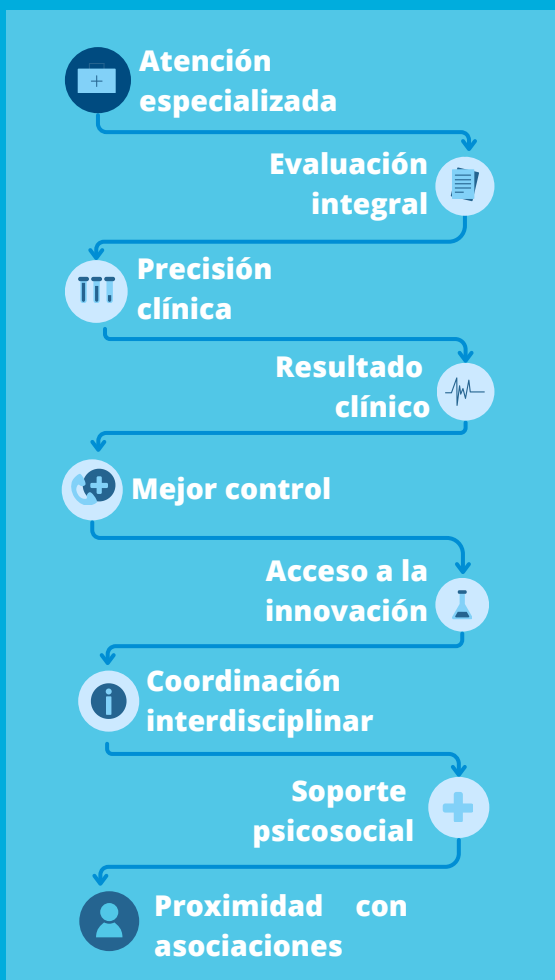 Atención
especializada
Evaluación
integral
Precisión
clínica
Resultado
clínico
Mejor control
Acceso a la
innovación
Coordinación
interdisciplinar
Soporte
psicosocial
Proximidad con
asociaciones